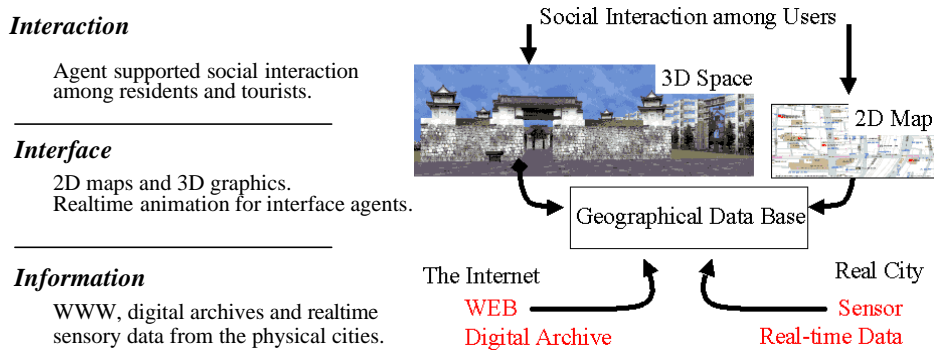 Interaction
Agent supported social interaction
among residents and tourists.
Interface
2D maps and 3D graphics.
Realtime animation for interface agents.
Information
WWW, digital archives and realtime
sensory data from the physical cities.
Social Interaction among Users
3D Space
2D Map
Geographical Data Base
The Internet
WEB
Digital Archive
Real City
Sensor
Real-time Data